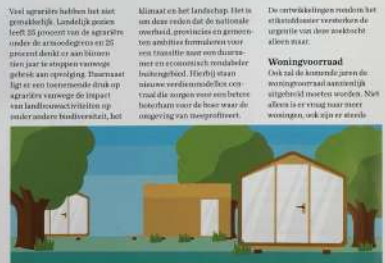 Veel agrariërs hebben het niet
gemakkelijk. Landelijk gezien
leeft 25 procent van de agrariërs
onder de armoedegrens en 25
procent denkt er aan binnen
tien jaar te stoppen vanwege
gebrek aan opvolging. Daarnaast
ligt er een toenemende druk op
agrariërs vanwege de impact
van landbouwactiviteiten op
onder andere biodiversiteit, het
klimaat en het landschap. Het is
om deze reden dat de nationale
overheid, provincies en gemeen-
ten ambities formuleren voor
een transitie naar een duurza-
mer en economisch rendabeler
buitengebied. Hierbij staan
nieuwe verdienmodellen cen-
traal die zorgen voor een betere
boterham voor de boer waar de
omgeving van meeprofiteert.
De ontwikkelingen rondom het
stikstofdossier versterken de
urgentie van deze zoektocht
alleen maar.
Woningvoorraad
Ook zal de komende jaren de
woningvoorraad aanzienlijk
uitgebreid moeten worden. Niet
alleen is er vraag naar meer
woningen, ook zijn er steeds